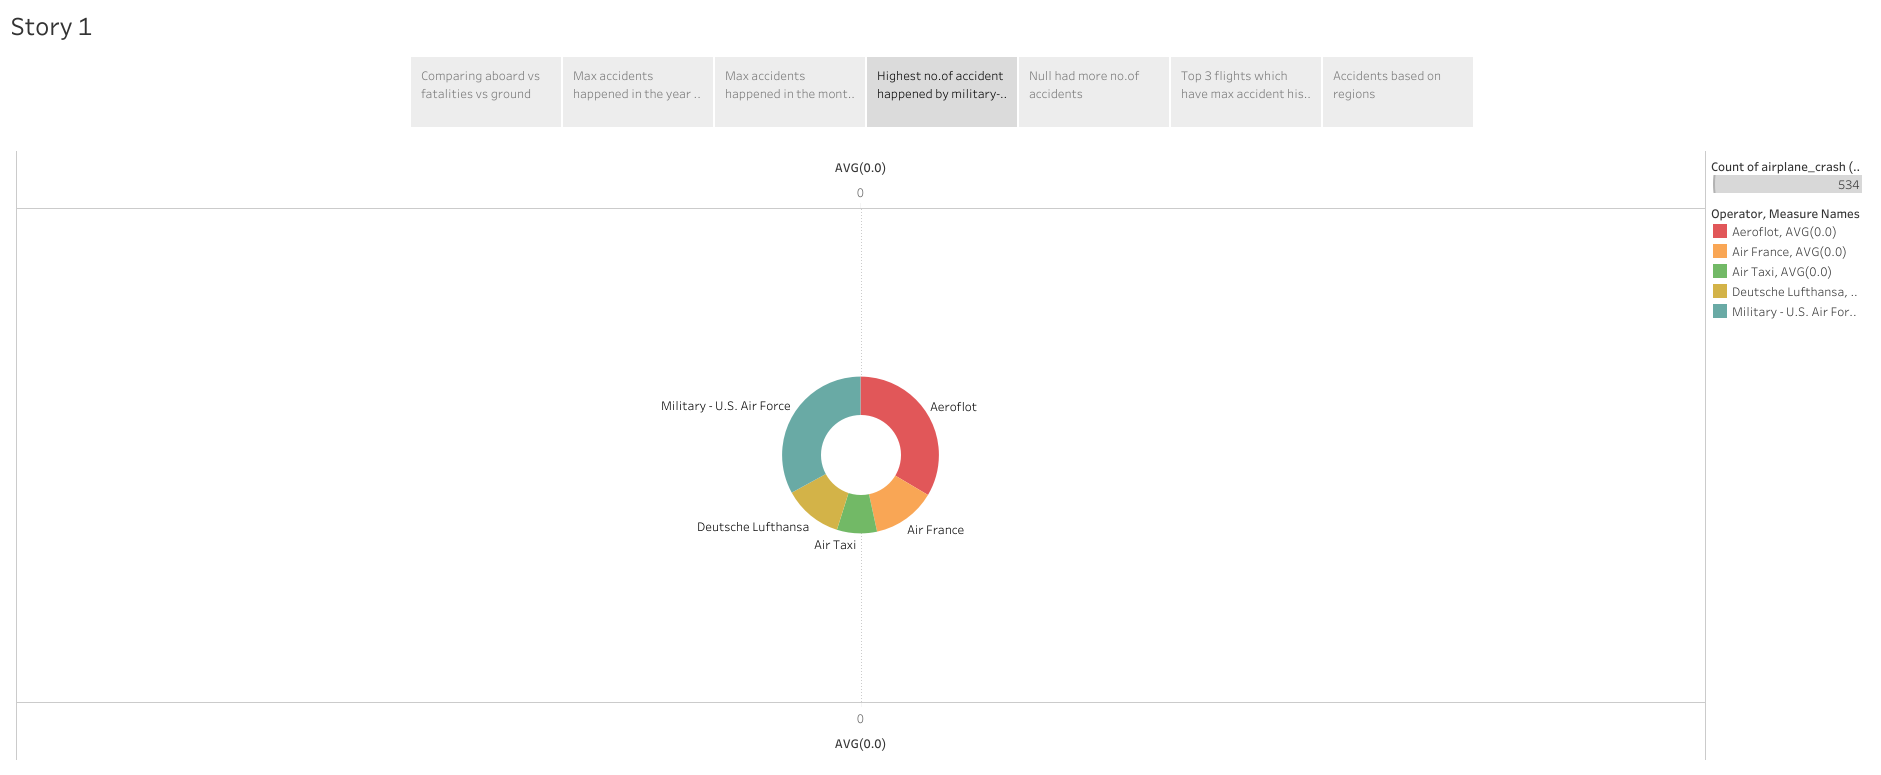 Story 1
Comparing aboard vs
fatalities vs ground
Max accidents
happened in the year ..
Max accidents
happened in the mont..
Highest no.of accident
happened by military-..
Null had more no.of
accidents
Top 3 flights which
have max accident his..
Accidents based on
regions
AVG(0.0)
0
Military - U.S. Air Force
Aeroflot
Deutsche Lufthansa
Air Taxi
Air France
0
AVG(0.0)
Count of airplane_crash (..
534
Operator, Measure Names
Aeroflot, AVG(0.0)
Air France, AVG(0.0)
Air Taxi, AVG(0.0)
Deutsche Lufthansa, ..
Military - U.S. Air For..